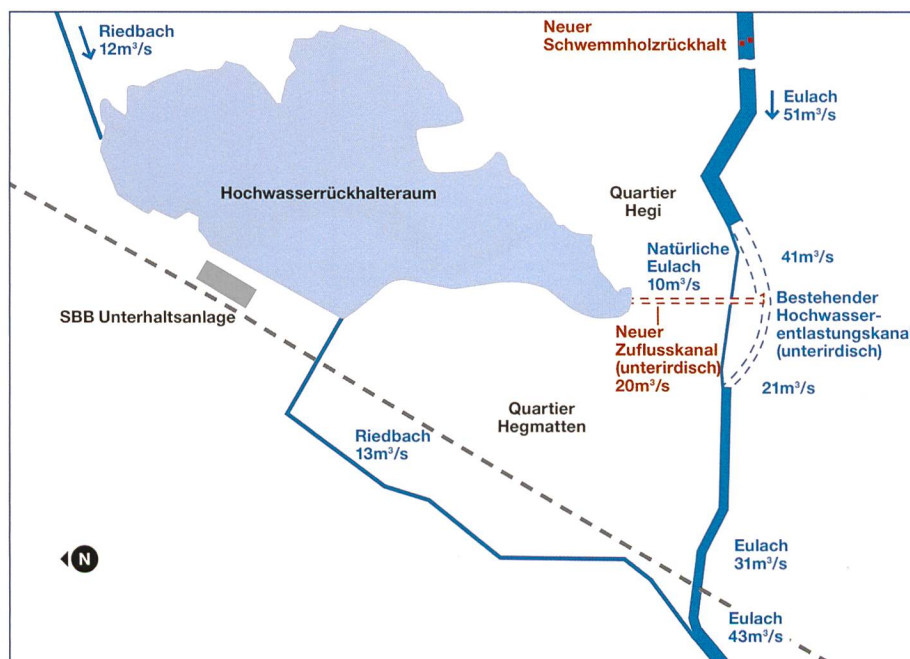 Riedbach
12m³/s
Neuer
Schwemmholzrückhalt
Eulach
51m³/s
Hochwasserrückhalteraum
Quartier
Hegi
Natürliche
Eulach
10m³/s
41m³/s
SBB Unterhaltsanlage
Neuer
Zuflusskanal
(unterirdisch)
20m³/s
Bestehender
Hochwasser-
entlastungskanal
(unterirdisch)
21m³/s
Quartier
Hegmatten
Riedbach
13m³/s
N
Eulach
31m³/s
Eulach
43m³/s